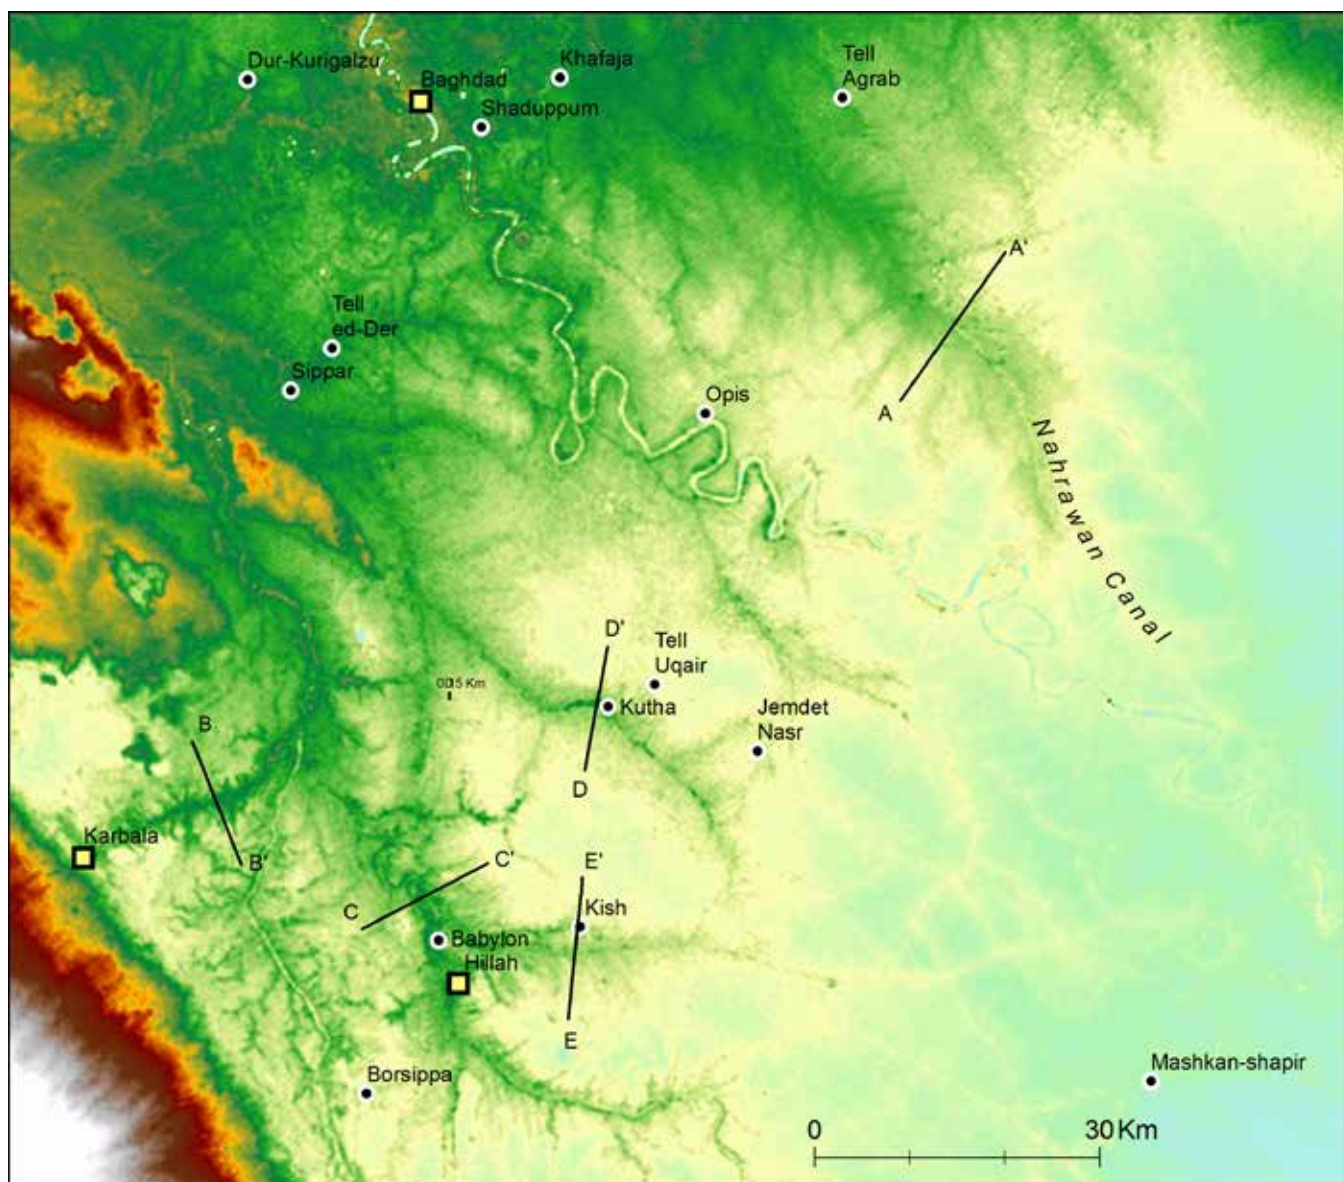 Dur-Kurigalzu
Khafaja
Tell
Agrab
Baghdad
Shaduppum
A'
Tell
ed-Der
Sippar
Opis
A
Nahrawan Canal
D'
Tell
Uqair
Kutha
Jemdet
Nasr
B
D
Karbala
B'
C'
E'
C
Kish
Babylon
Hillah
E
Borsippa
Mashkan-shapir
0
30 Km